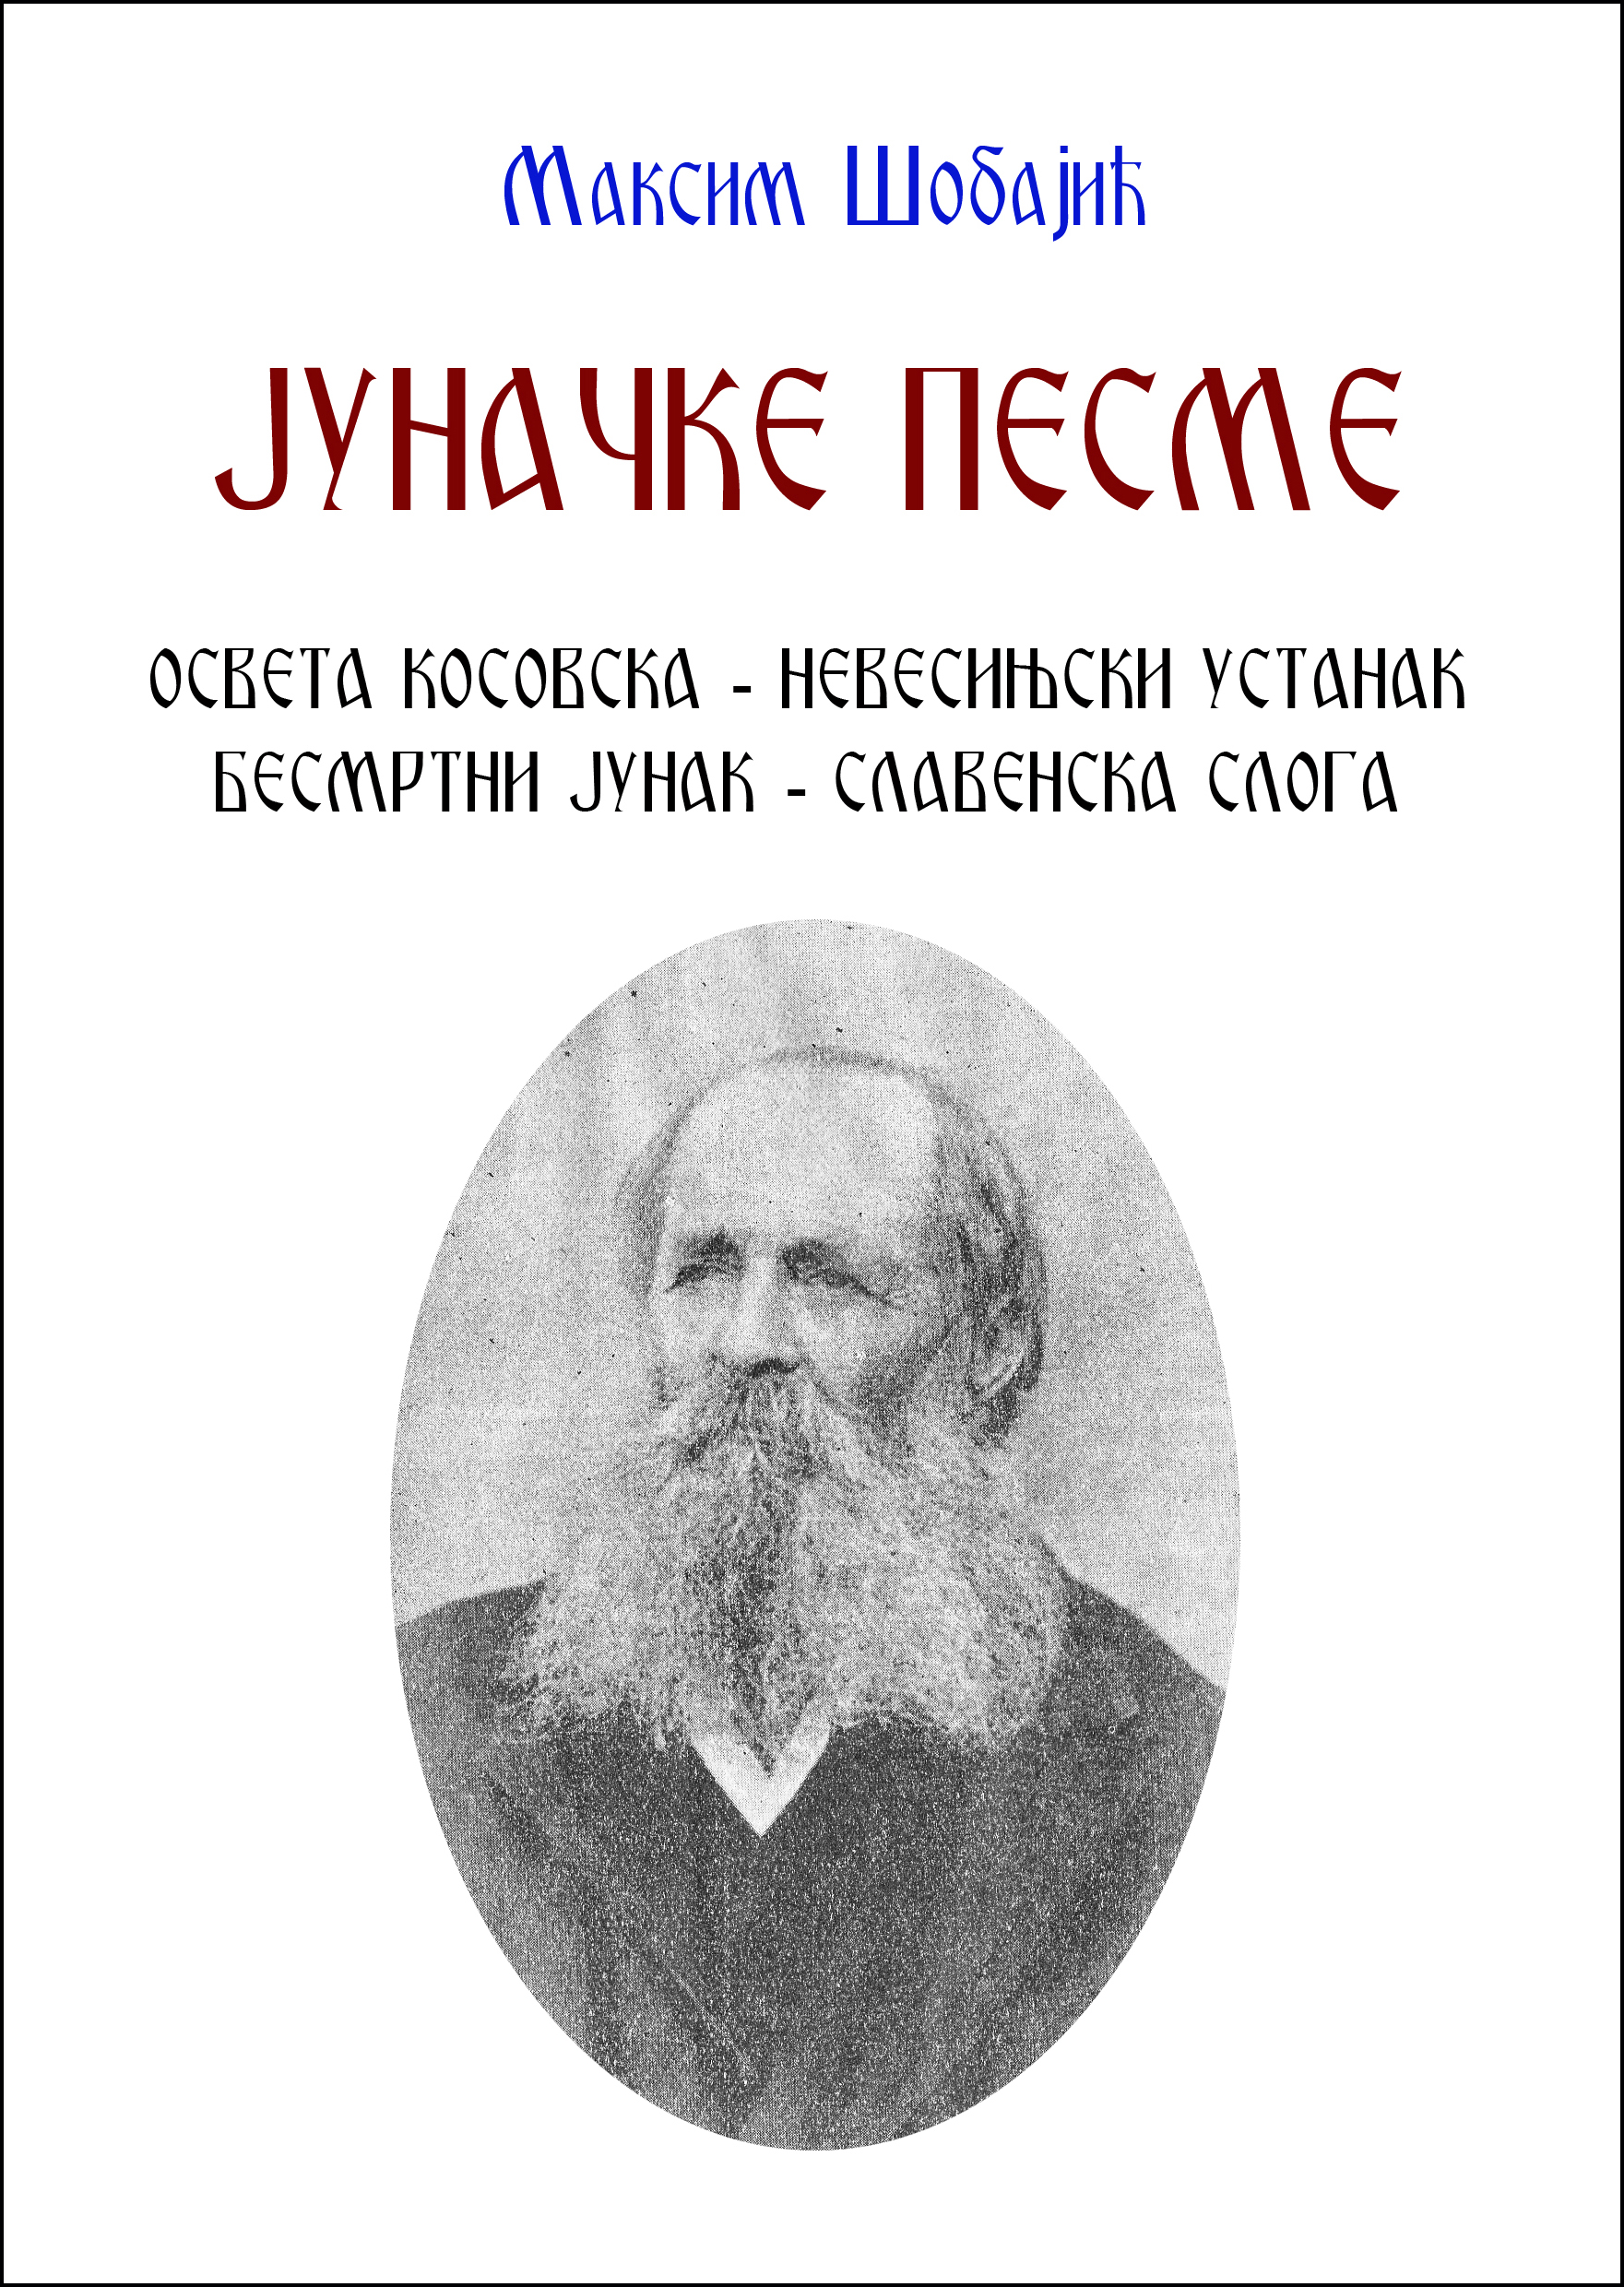 Максим Шобајић
ЈУНАЧКЕ ПЕСМЕ
ОСВЕТА КОСОВСКА - НЕВЕСИЊСКИ УСТАНАК
БЕСМРТНИ ЈУНАК - СЛАВЕНСКА СЛОГА